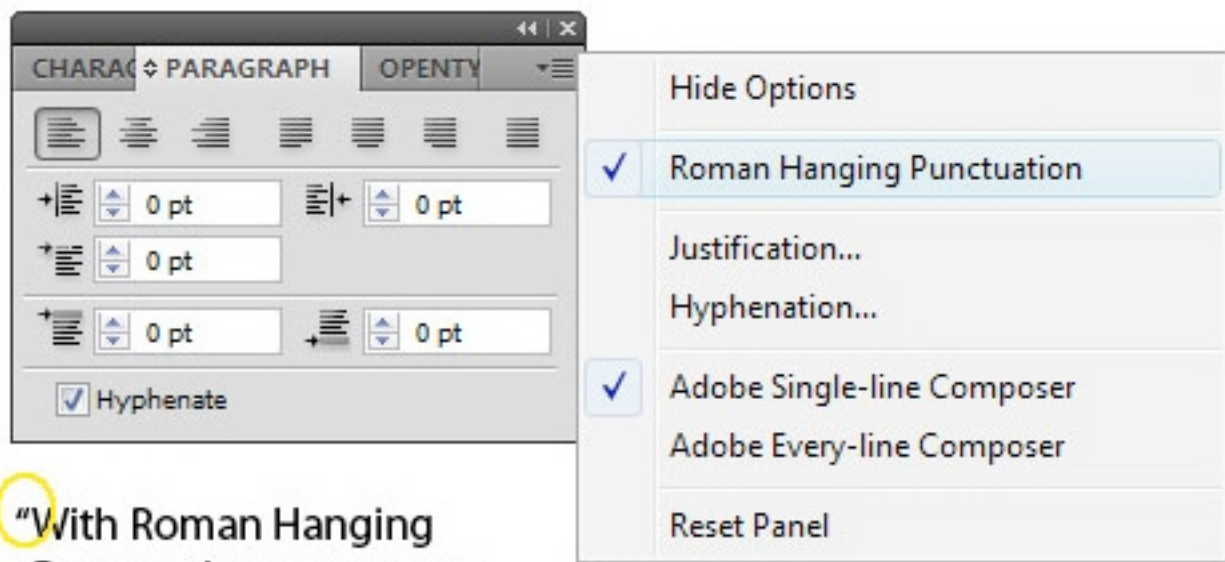 CHARAC PARAGRAPH OPENTY
0 pt 0 pt
0 pt
0 pt 0 pt
Hyphenate
Hide Options
Roman Hanging Punctuation
Justification...
Hyphenation...
Adobe Single-line Composer
Adobe Every-line Composer
Reset Panel
“With Roman Hanging